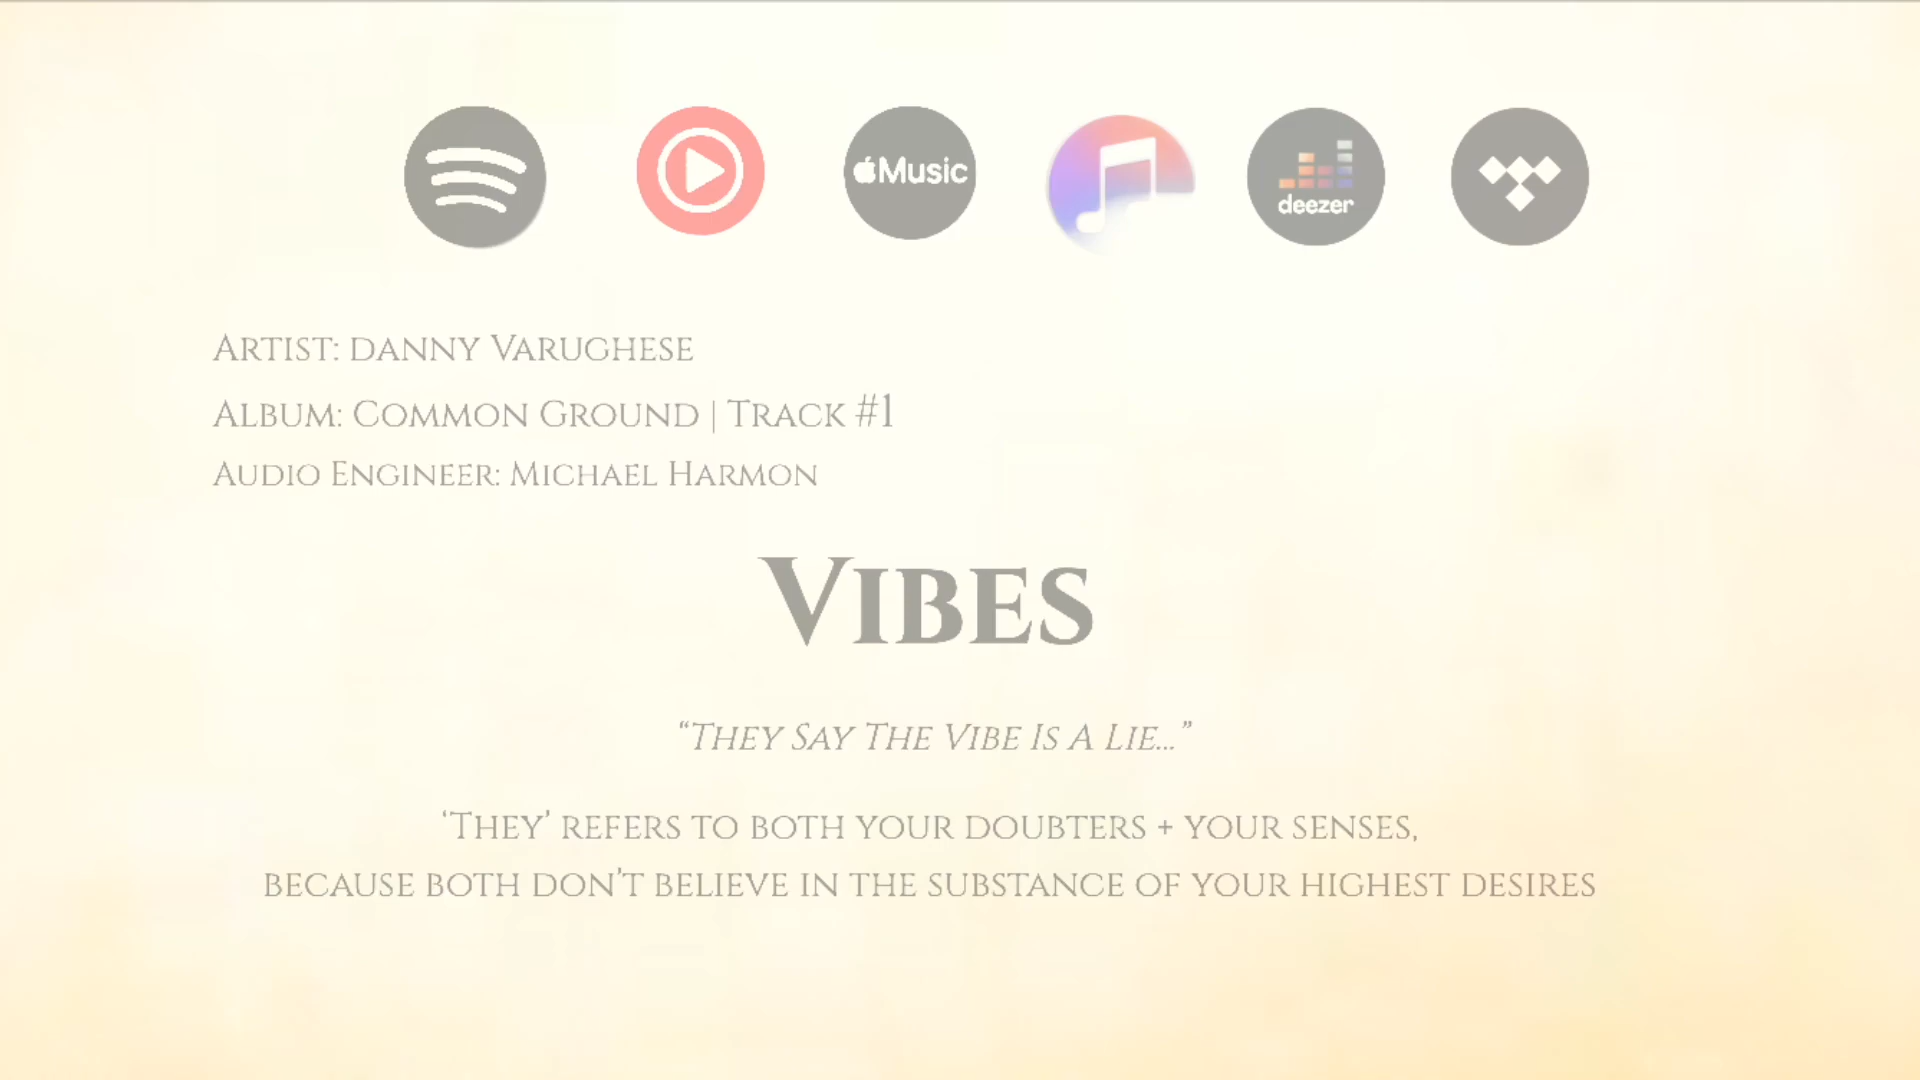 Music
deezer
Artist: Danny Varughese
Album: Common Ground | Track #1
Audio Engineer: Michael Harmon
Vibes
“They Say The Vibe Is A Lie...”
‘They’ refers to both your doubters + your senses,
because both don’t believe in the substance of your highest desires